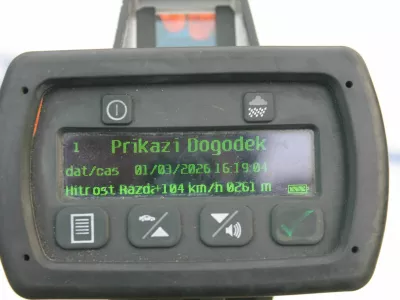 1 Prikazi Dogodek
dat/cas 01/03/2026 16:19:04
Hitrost Razd:+104 km/h 0261 m